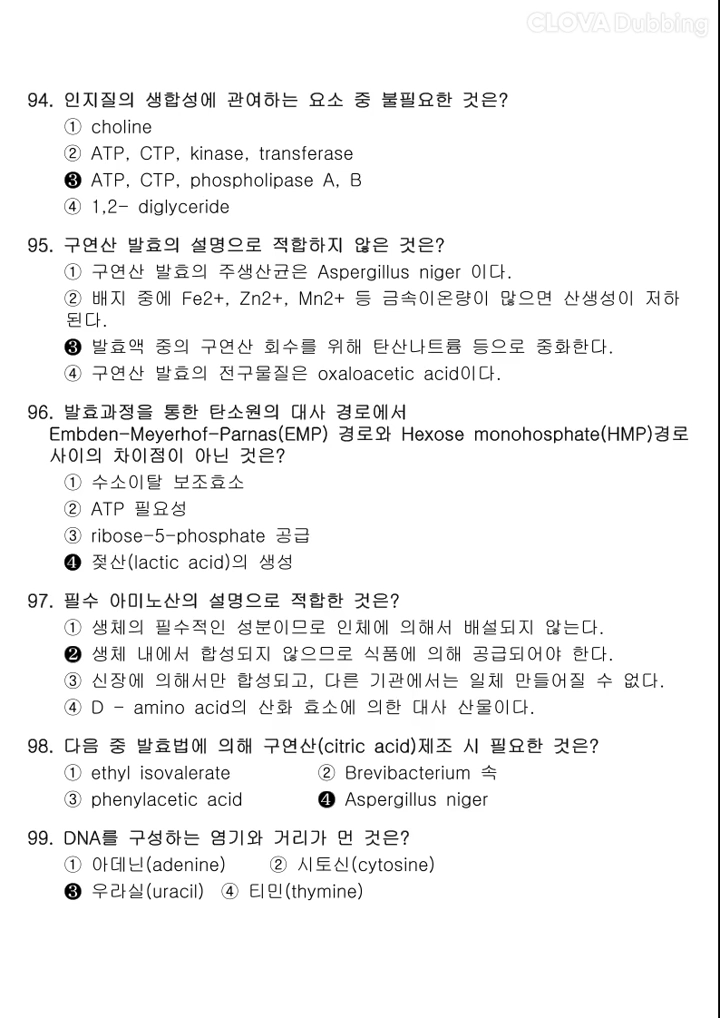 CLOVA Dubbing
94. 인지질의 생합성에 관여하는 요소 중 불필요한 것은?
① choline
② ATP, CTP, kinase, transferase
❸ ATP, CTP, phospholipase A, B
④ 1,2- diglyceride
95. 구연산 발효의 설명으로 적합하지 않은 것은?
① 구연산 발효의 주생산균은 Aspergillus niger 이다.
② 배지 중에 Fe2+, Zn2+, Mn2+ 등 금속이온량이 많으면 산생성이 저하
된다.
❸ 발효액 중의 구연산 회수를 위해 탄산나트륨 등으로 중화한다.
④ 구연산 발효의 전구물질은 oxaloacetic acid이다.
96. 발효과정을 통한 탄소원의 대사 경로에서
Embden-Meyerhof-Parnas(EMP) 경로와 Hexose monohosphate(HMP)경로
사이의 차이점이 아닌 것은?
① 수소이탈 보조효소
② ATP 필요성
③ ribose-5-phosphate 공급
❹ 젖산(lactic acid)의 생성
97. 필수 아미노산의 설명으로 적합한 것은?
① 생체의 필수적인 성분이므로 인체에 의해서 배설되지 않는다.
❷ 생체 내에서 합성되지 않으므로 식품에 의해 공급되어야 한다.
③ 신장에 의해서만 합성되고, 다른 기관에서는 일체 만들어질 수 없다.
④ D - amino acid의 산화 효소에 의한 대사 산물이다.
98. 다음 중 발효법에 의해 구연산(citric acid)제조 시 필요한 것은?
① ethyl isovalerate ② Brevibacterium 속
③ phenylacetic acid ❹ Aspergillus niger
99. DNA를 구성하는 염기와 거리가 먼 것은?
① 아데닌(adenine) ② 시토신(cytosine)
❸ 우라실(uracil) ④ 티민(thymine)